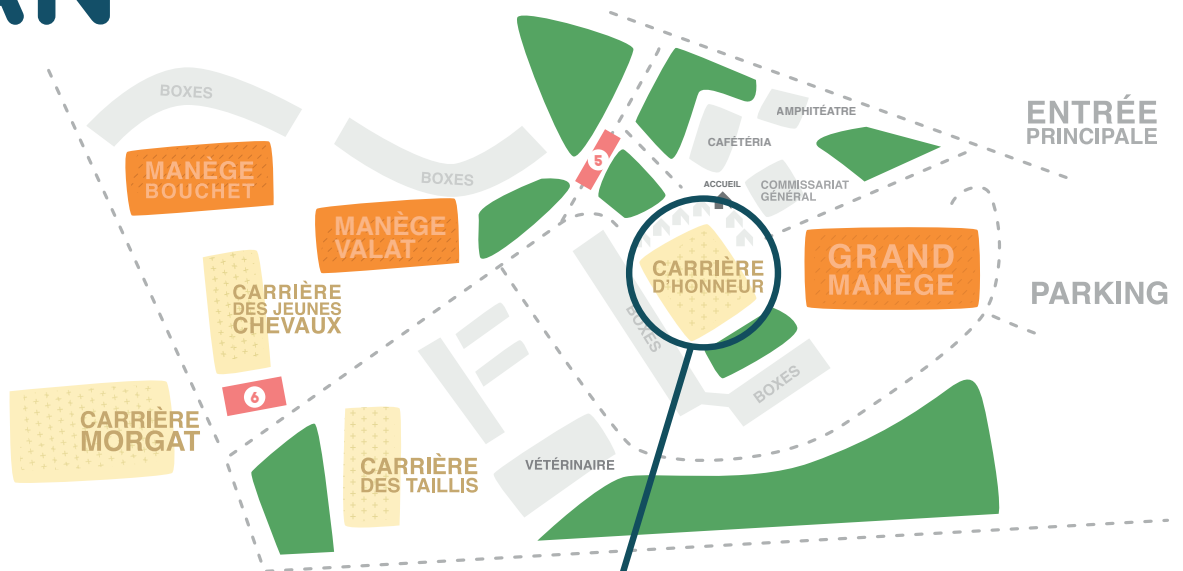 AN
BOXES
AMPHITÉATRE
ENTRÉE
PRINCIPALE
CAFÉTÉRIA
5
MANÈGE
BOUCHET
BOXES
ACCUEIL
COMMISSARIAT
GÉNÉRAL
MANÈGE
VALAT
GRAND
MANÈGE
CARRIÈRE
D'HONNEUR
PARKING
CARRIÈRE
DES JEUNES
CHEVAUX
BOXES
BOXES
6
CARRIÈRE
MORGAT
CARRIÈRE
DES TAILLIS
VÉTÉRINAIRE